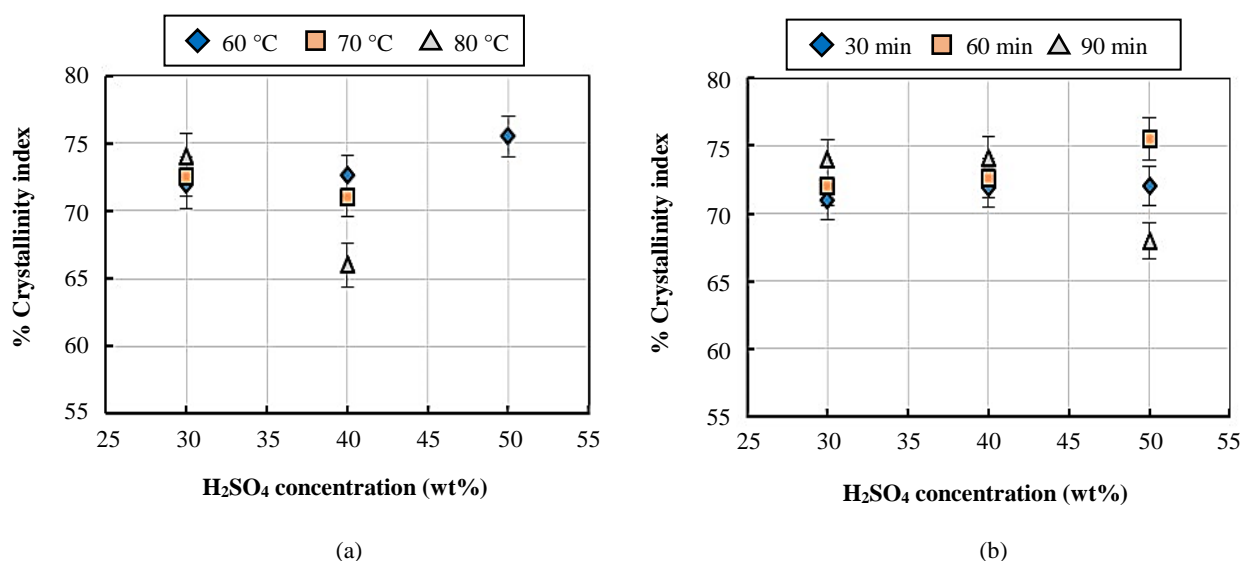 60 °C 70 °C 80 °C
80
75
70
65
60
55
25 30 35 40 45 50 55
% Crystallinity index
H₂SO₄ concentration (wt%)
(a)
30 min 60 min 90 min
80
75
70
65
60
55
25 30 35 40 45 50 55
% Crystallinity index
H₂SO₄ concentration (wt%)
(b)